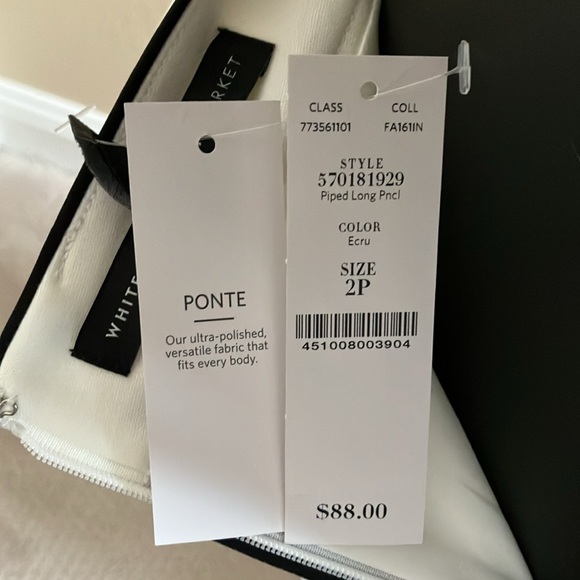 WHITE
RKET
PONTE
Our ultra-polished,
versatile fabric that
fits every body.
CLASS COLL
773561101 FA161IN
STYLE
570181929
Piped Long Pncl
COLOR
Ecru
SIZE
2P
451008003904
$88.00